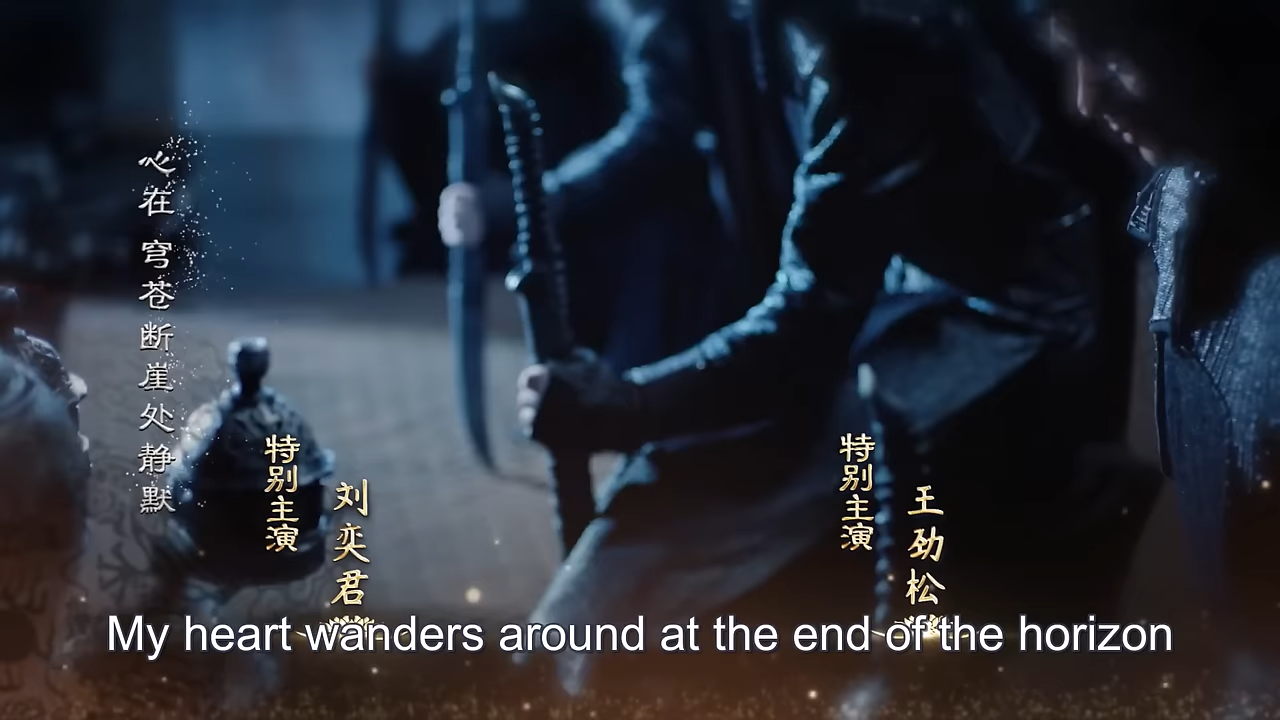 心在 穹苍断崖处静默
特别主演
刘奕君
特别主演
王劲松
My heart wanders around at the end of the horizon